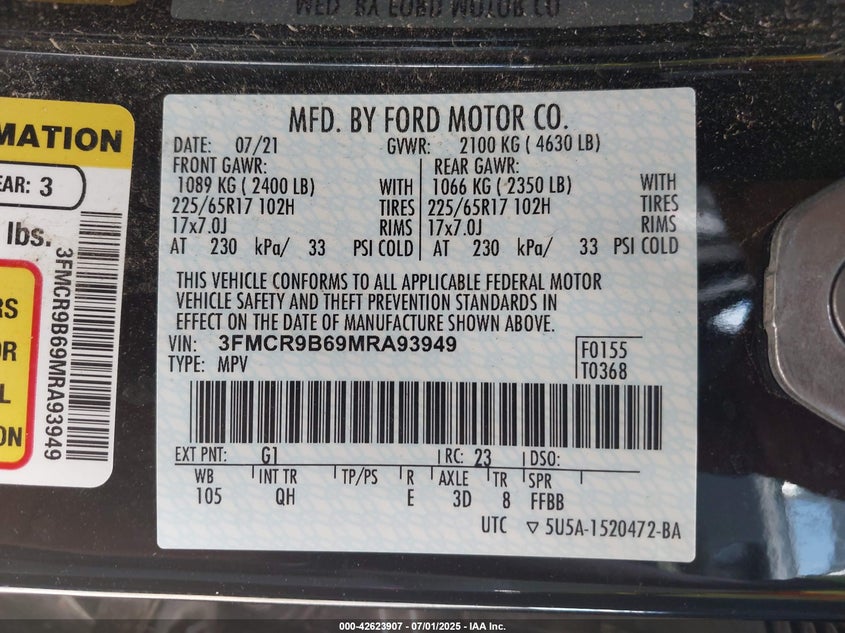 MFD. BY FORD MOTOR CO
RMATION
EAR: 3
lbs.
RS
OR
L
ON
3FMCR9B69MRA93949
MFD. BY FORD MOTOR CO.
DATE: 07/21 GVWR: 2100 KG ( 4630 LB)
FRONT GAWR: REAR GAWR:
1089 KG ( 2400 LB) WITH 1066 KG ( 2350 LB) WITH
225/65R17 102H TIRES 225/65R17 102H TIRES
17x7.0J RIMS 17x7.0J RIMS
AT 230 kPa/ 33 PSI COLD AT 230 kPa/ 33 PSI COLD
THIS VEHICLE CONFORMS TO ALL APPLICABLE FEDERAL MOTOR
VEHICLE SAFETY AND THEFT PREVENTION STANDARDS IN
EFFECT ON THE DATE OF MANUFACTURE SHOWN ABOVE.
VIN: 3FMCR9B69MRA93949 F0155
TYPE: MPV T0368
EXT PNT: G1 RC: 23 DSO:
WB INT TR TP/PS R AXLE TR SPR
105 QH E 3D 8 FFBB
UTC ▽ 5U5A-1520472-BA
000-42623907 - 07/01/2025 - IAA Inc.